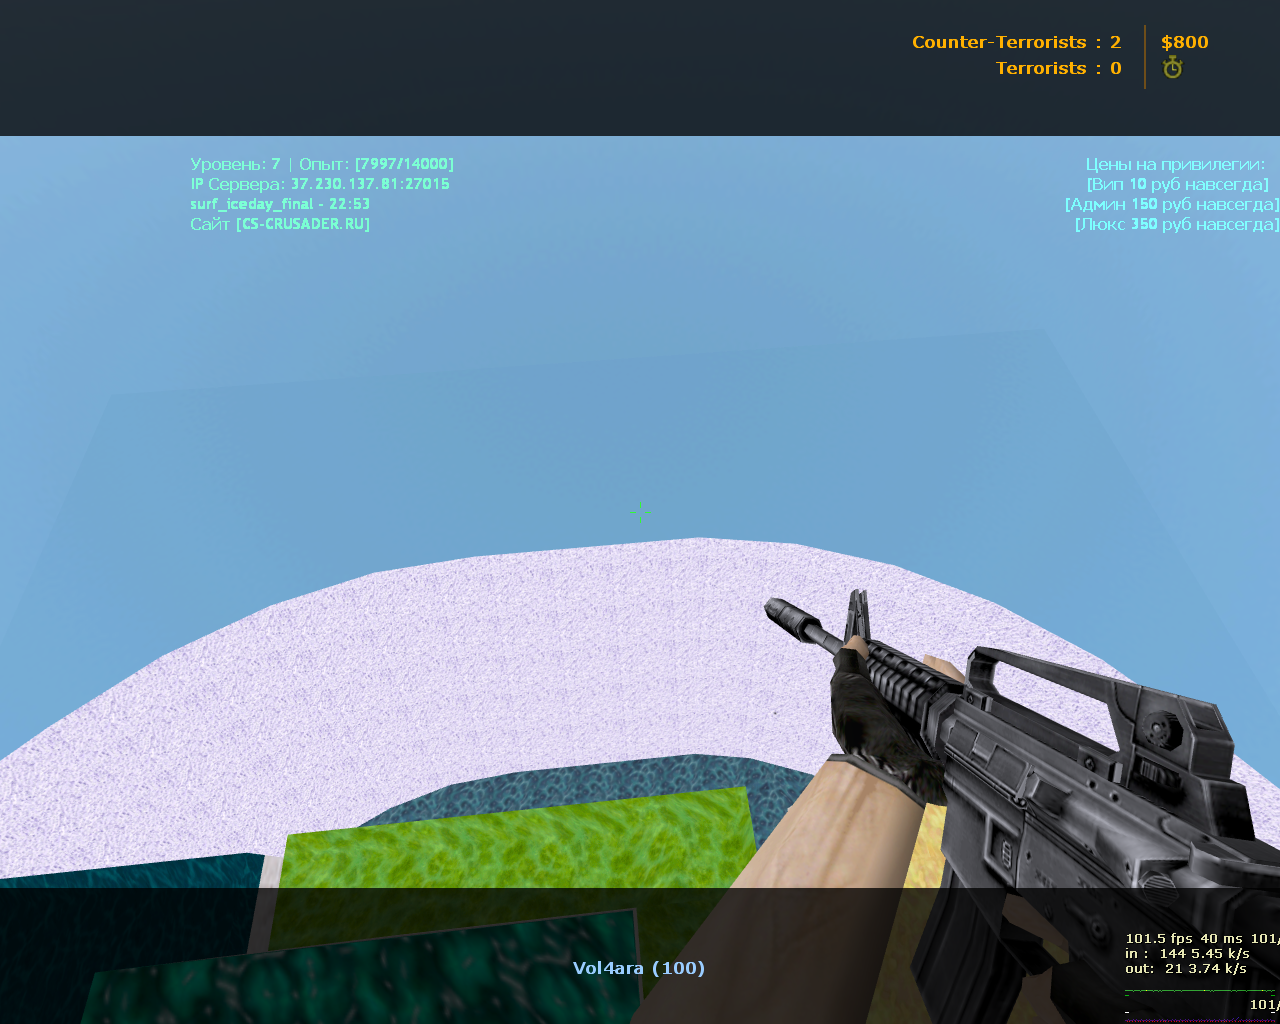 Counter-Terrorists : 2
$800
Terrorists : 0
Уровень: 7 | Опыт: [7997/14000]
IP Сервера: 37.230.137.81:27015
surf_iceday_final - 22:53
Сайт [CS-CRUSADER.RU]
Цены на привилегии:
[Вип 10 руб навсегда]
[Админ 150 руб навсегда]
[Люкс 350 руб навсегда]
Vol4ara (100)
101.5 fps 40 ms 101/
in : 144 5.45 k/s
out: 21 3.74 k/s
101/